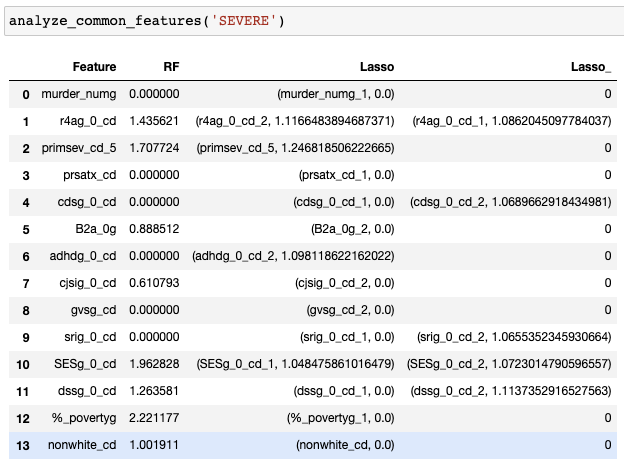 analyze_common_features('SEVERE')
Feature RF Lasso Lasso_
0 murder_numg 0.000000 (murder_numg_1, 0.0) 0
1 r4ag_0_cd 1.435621 (r4ag_0_cd_2, 1.1166483894687371) (r4ag_0_cd_1, 1.0862045097784037)
2 primsev_cd_5 1.707724 (primsev_cd_5, 1.246818506222665) 0
3 prsatx_cd 0.000000 (prsatx_cd_1, 0.0) 0
4 cdsg_0_cd 0.000000 (cdsg_0_cd_1, 0.0) (cdsg_0_cd_2, 1.0689662918434981)
5 B2a_0g 0.888512 (B2a_0g_2, 0.0) 0
6 adhdg_0_cd 0.000000 (adhdg_0_cd_2, 1.098118622162022) 0
7 cjsig_0_cd 0.610793 (cjsig_0_cd_2, 0.0) 0
8 gvsg_cd 0.000000 (gvsg_cd_2, 0.0) 0
9 srig_0_cd 0.000000 (srig_0_cd_1, 0.0) (srig_0_cd_2, 1.0655352345930664)
10 SESg_0_cd 1.962828 (SESg_0_cd_1, 1.048475861016479) (SESg_0_cd_2, 1.0723014790596557)
11 dssg_0_cd 1.263581 (dssg_0_cd_1, 0.0) (dssg_0_cd_2, 1.1137352916527563)
12 %_povertyg 2.221177 (%_povertyg_1, 0.0) 0
13 nonwhite_cd 1.001911 (nonwhite_cd, 0.0) 0